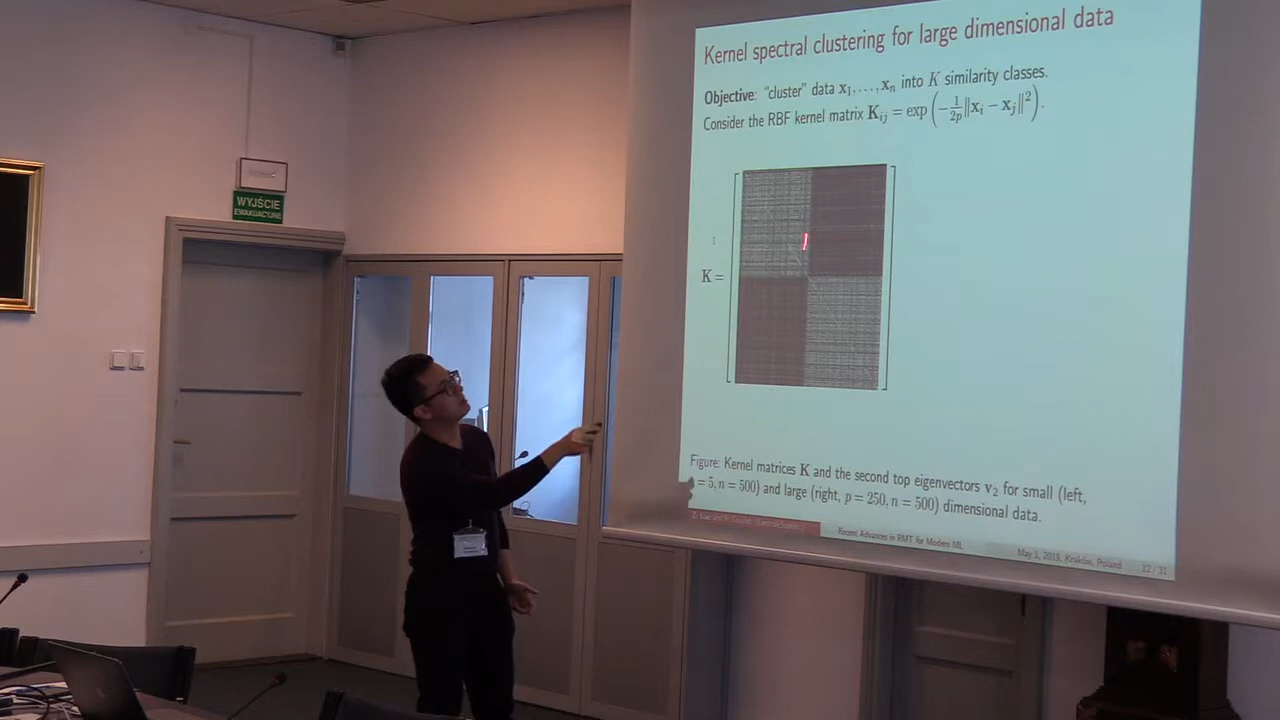 WYJŚCIE
EWAKUACYJNE
Kernel spectral clustering for large dimensional data
Objective: “cluster” data x₁, . . . , xₙ into K similarity classes.
Consider the RBF kernel matrix Kᵢⱼ = exp(−1/2p ‖xᵢ − xⱼ‖²).
K =
Figure: Kernel matrices K and the second top eigenvectors v₂ for small (left,
= 5, n = 500) and large (right, p = 250, n = 500) dimensional data.
Recent Advances in RMT for Modern ML
May 1, 2019, Kraków, Poland
12 / 31